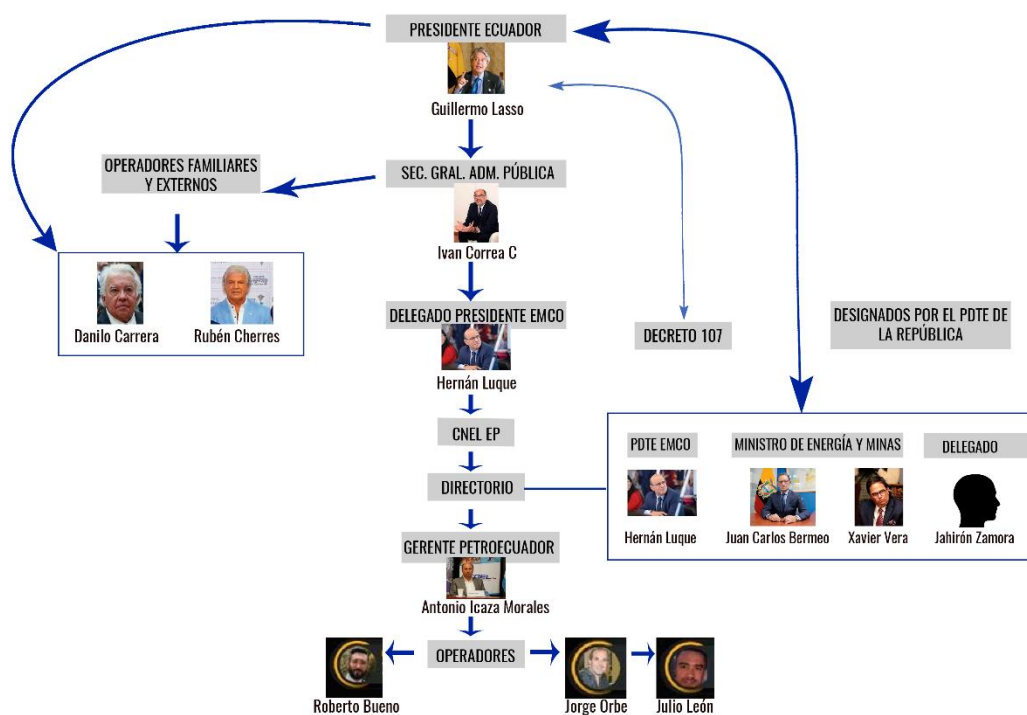 PRESIDENTE ECUADOR
Guillermo Lasso
OPERADORES FAMILIARES
Y EXTERNOS
SEC. GRAL. ADM. PÚBLICA
Ivan Correa C
Danilo Carrera
Rubén Cherres
DELEGADO PRESIDENTE EMCO
Hernán Luque
DECRETO 107
DESIGNADOS POR EL PDTE DE
LA REPÚBLICA
CNEL EP
DIRECTORIO
PDTE EMCO
MINISTRO DE ENERGÍA Y MINAS
DELEGADO
Hernán Luque
Juan Carlos Bermeo
Xavier Vera
Jahirón Zamora
GERENTE PETROECUADOR
Antonio Icaza Morales
OPERADORES
Roberto Bueno
Jorge Orbe
Julio León